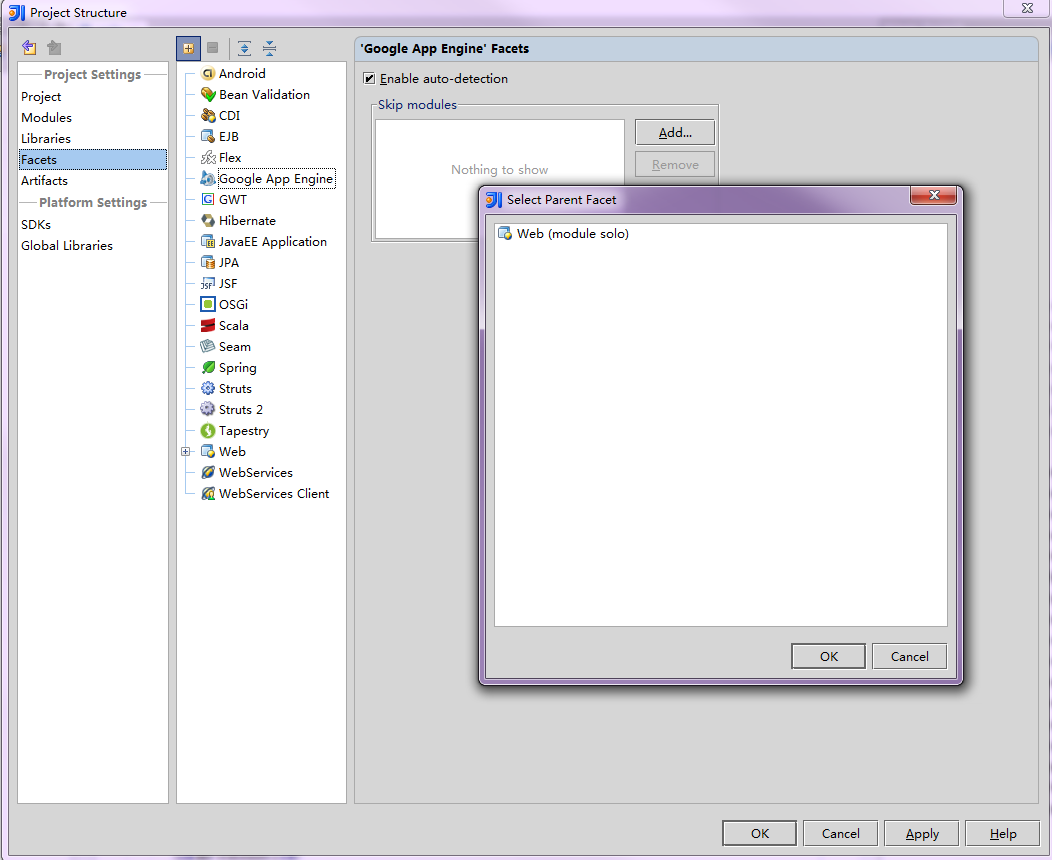 Project Structure
Project Settings
Project
Modules
Libraries
Facets
Artifacts
Platform Settings
SDKs
Global Libraries
Android
Bean Validation
CDI
EJB
Flex
Google App Engine
GWT
Hibernate
JavaEE Application
JPA
JSF
OSGi
Scala
Seam
Spring
Struts
Struts 2
Tapestry
Web
WebServices
WebServices Client
'Google App Engine' Facets
Enable auto-detection
Skip modules
Nothing to show
Add...
Remove
Select Parent Facet
Web (module solo)
OK
Cancel
OK
Cancel
Apply
Help